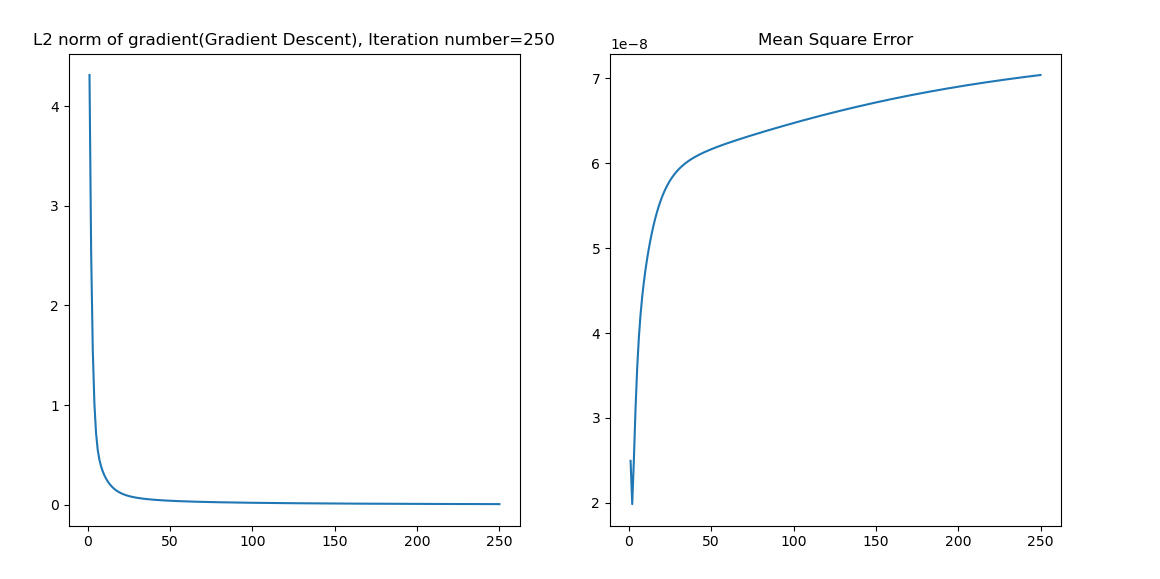 L2 norm of gradient(Gradient Descent), Iteration number=250
4
3
2
1
0
0 50 100 150 200 250
Mean Square Error
1e−8
7
6
5
4
3
2
0 50 100 150 200 250